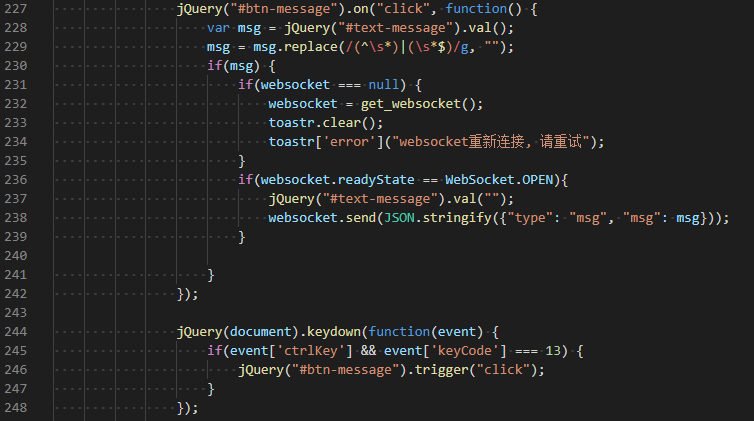 227 jQuery("#btn-message").on("click", function() {
228 var msg = jQuery("#text-message").val();
229 msg = msg.replace(/(^\s*)|(\s*$)/g, "");
230 if(msg) {
231 if(websocket === null) {
232 websocket = get_websocket();
233 toastr.clear();
234 toastr['error']("websocket重新连接, 请重试");
235 }
236 if(websocket.readyState == WebSocket.OPEN){
237 jQuery("#text-message").val("");
238 websocket.send(JSON.stringify({"type": "msg", "msg": msg}));
239 }
240
241 }
242 });
243
244 jQuery(document).keydown(function(event) {
245 if(event['ctrlKey'] && event['keyCode'] === 13) {
246 jQuery("#btn-message").trigger("click");
247 }
248 });